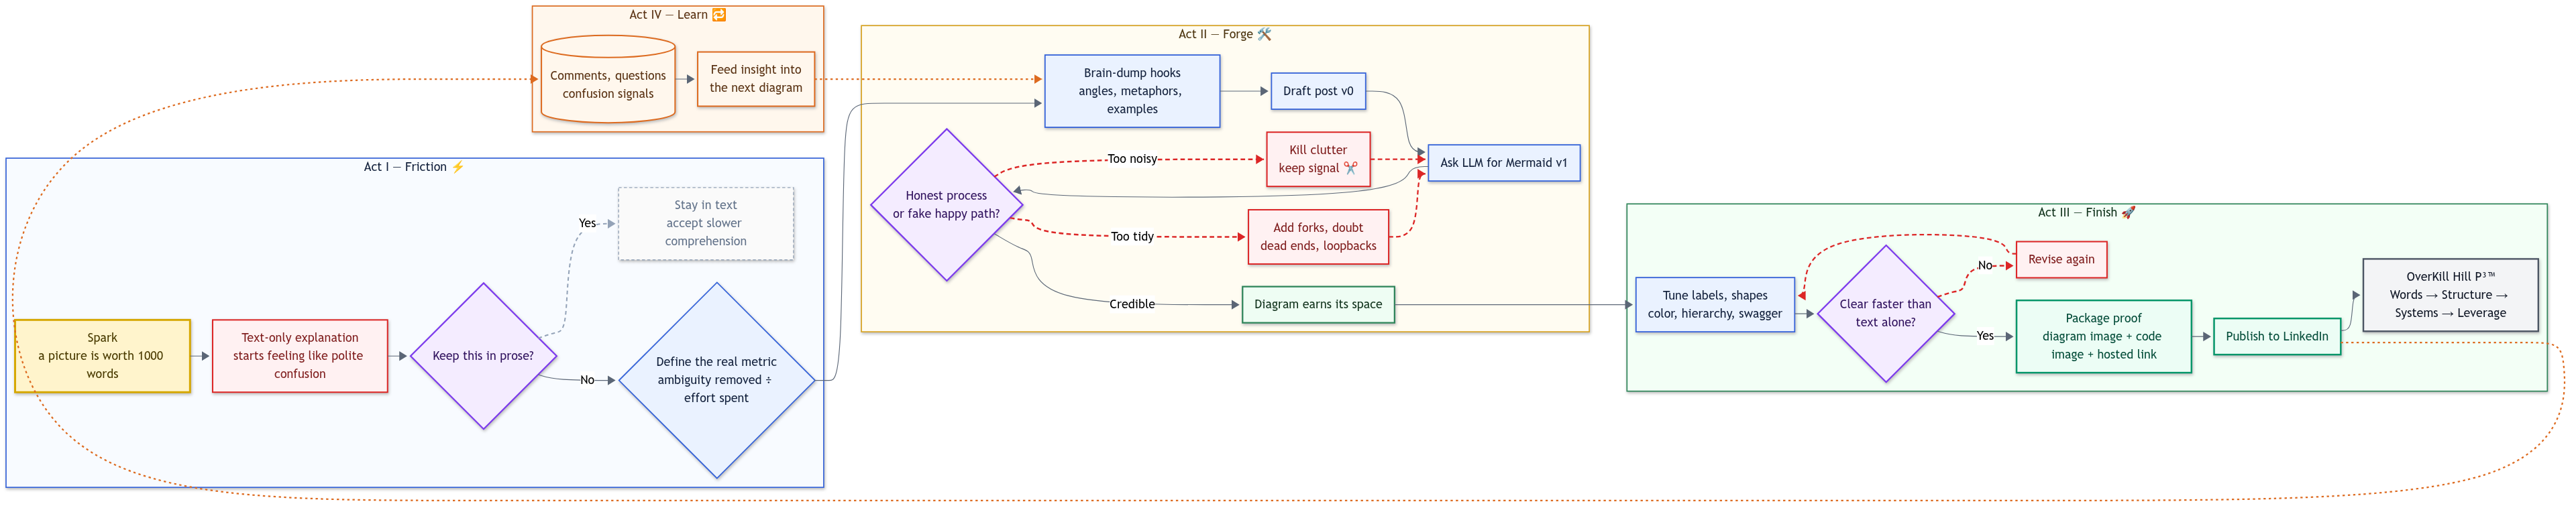 Act IV – Learn 🔁
Comments, questions
confusion signals
Feed insight into
the next diagram
Act I – Friction ⚡
Spark
a picture is worth 1000
words
Text-only explanation
starts feeling like polite
confusion
Keep this in prose?
Yes
Stay in text
accept slower
comprehension
No
Define the real metric
ambiguity removed ÷
effort spent
Act II – Forge 🛠️
Brain-dump hooks
angles, metaphors,
examples
Draft post v0
Ask LLM for Mermaid v1
Honest process
or fake happy path?
Too noisy
Kill clutter
keep signal ✂️
Too tidy
Add forks, doubt
dead ends, loopbacks
Credible
Diagram earns its space
Act III – Finish 🚀
Tune labels, shapes
color, hierarchy, swagger
Clear faster than
text alone?
No
Revise again
Yes
Package proof
diagram image + code
image + hosted link
Publish to LinkedIn
OverKill Hill P³™
Words → Structure →
Systems → Leverage